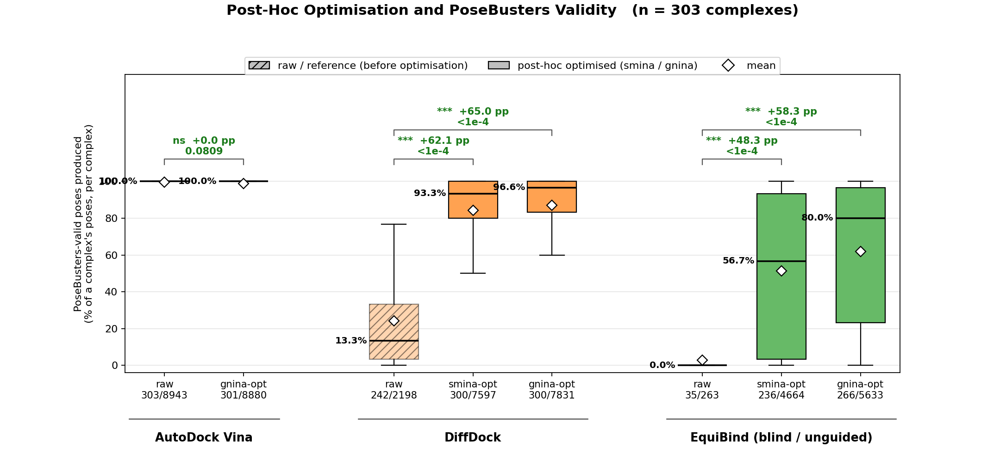 Post-Hoc Optimisation and PoseBusters Validity (n = 303 complexes)
raw / reference (before optimisation)
post-hoc optimised (smina / gnina)
mean
PoseBusters-valid poses produced
(% of a complex's poses, per complex)
100
80
60
40
20
0
ns +0.0 pp
0.0809
*** +65.0 pp
<1e-4
*** +62.1 pp
<1e-4
*** +58.3 pp
<1e-4
*** +48.3 pp
<1e-4
100.0%
100.0%
13.3%
93.3%
96.6%
0.0%
56.7%
80.0%
raw
303/8943
gnina-opt
301/8880
raw
242/2198
smina-opt
300/7597
gnina-opt
300/7831
raw
35/263
smina-opt
236/4664
gnina-opt
266/5633
AutoDock Vina
DiffDock
EquiBind (blind / unguided)